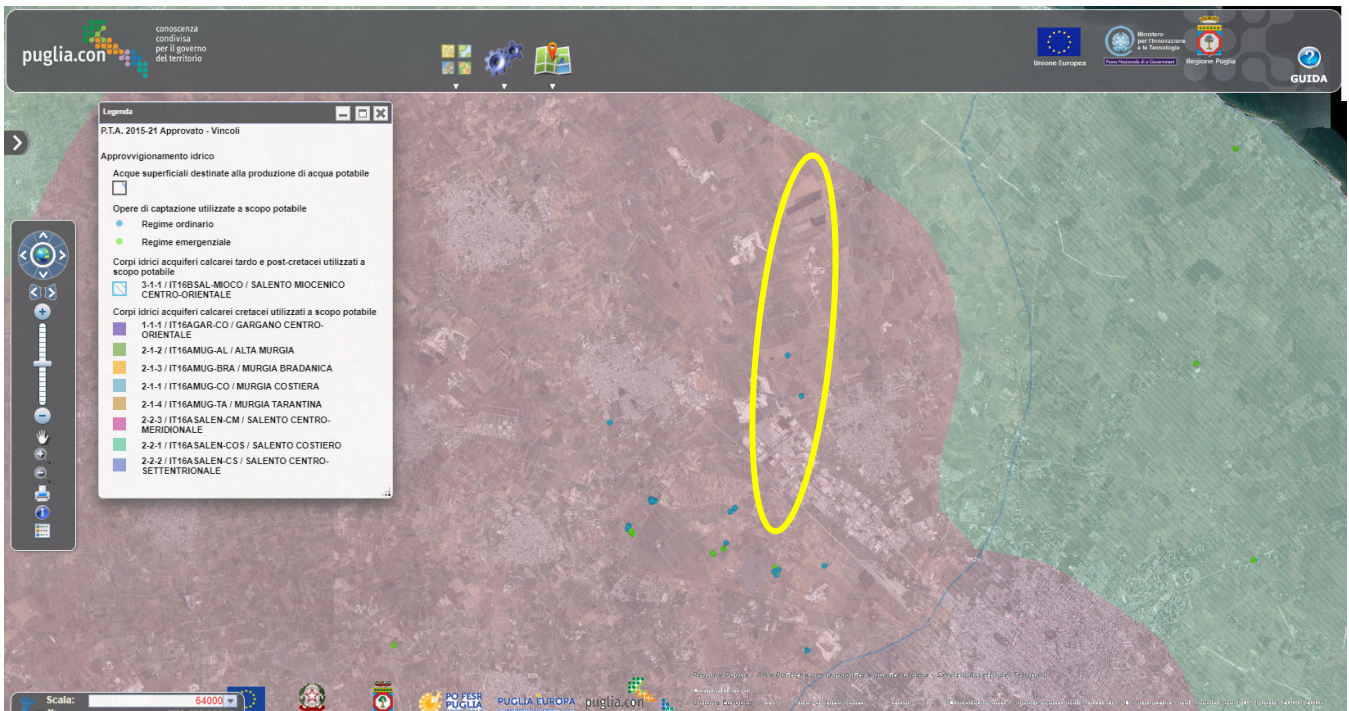 puglia.con
conoscenza
condivisa
per il governo
del territorio
Unione Europea
Ministero
per l'Innovazione
e le Tecnologie
Regione Puglia
GUIDA
Legenda
P.T.A. 2015-21 Approvato - Vincoli
Approvvigionamento idrico
Acque superficiali destinate alla produzione di acqua potabile
Opere di captazione utilizzate a scopo potabile
Regime ordinario
Regime emergenziale
Corpi idrici acquiferi calcarei tardo e post-cretacei utilizzati a
scopo potabile
3-1-1 / IT16BSAL-MIOCO / SALENTO MIOCENICO
CENTRO-ORIENTALE
Corpi idrici acquiferi calcarei cretacei utilizzati a scopo potabile
1-1-1 / IT16AGAR-CO / GARGANO CENTRO-
ORIENTALE
2-1-2 / IT16AMUG-AL / ALTA MURGIA
2-1-3 / IT16AMUG-BRA / MURGIA BRADANICA
2-1-1 / IT16AMUG-CO / MURGIA COSTIERA
2-1-4 / IT16AMUG-TA / MURGIA TARANTINA
2-2-3 / IT16ASALEN-CM / SALENTO CENTRO-
MERIDIONALE
2-2-1 / IT16ASALEN-COS / SALENTO COSTIERO
2-2-2 / IT16ASALEN-CS / SALENTO CENTRO-
SETTENTRIONALE
Scala:
64000
PO FESR
PUGLIA
PUGLIA EUROPA
puglia.con